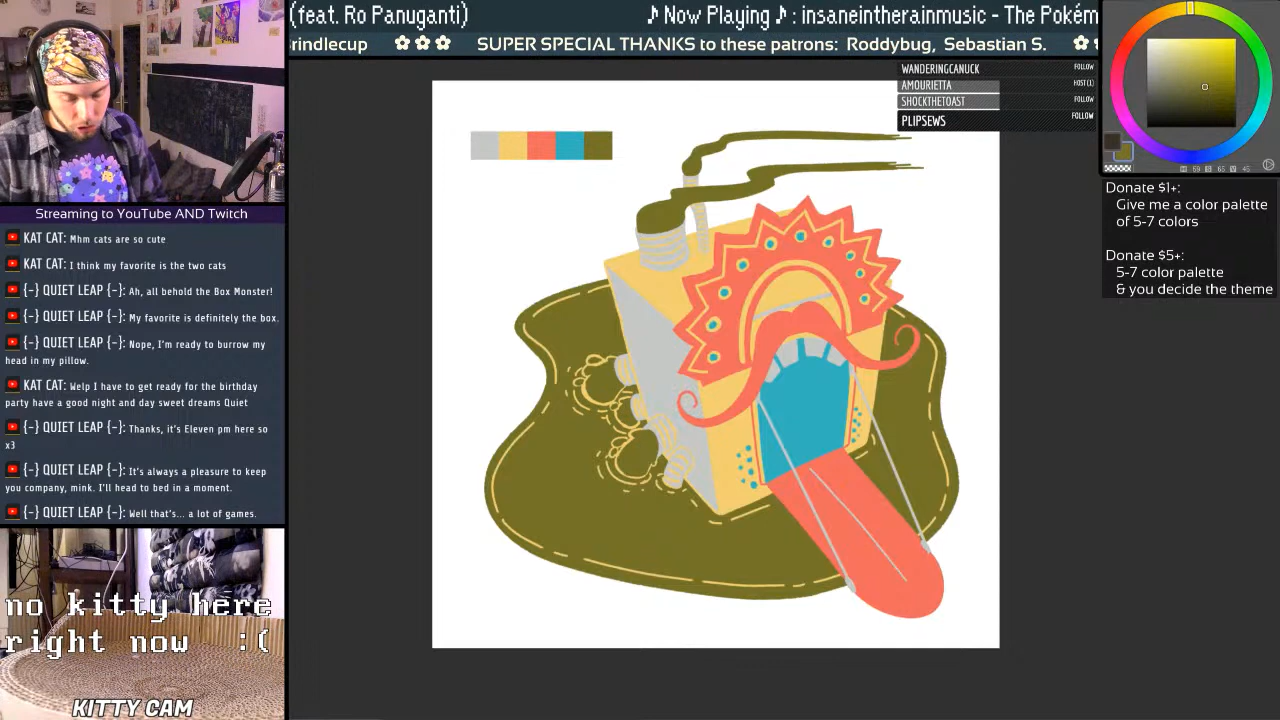 (feat. Ro Panuganti)
♪ Now Playing ♪ : insaneintherainmusic - The Pokém
rindlecup ✿ ✿ ✿ SUPER SPECIAL THANKS to these patrons: Roddybug, Sebastian S. ✿
WANDERINGCANUCK FOLLOW
AMOURIETTA HOST(1)
SHOCKTHETOAST FOLLOW
PLIPSEWS FOLLOW
Donate $1+:
Give me a color palette
of 5-7 colors
Donate $5+:
5-7 color palette
& you decide the theme
Streaming to YouTube AND Twitch
KAT CAT: Mhm cats are so cute
KAT CAT: I think my favorite is the two cats
{-} QUIET LEAP {-}: Ah, all behold the Box Monster!
{-} QUIET LEAP {-}: My favorite is definitely the box.
{-} QUIET LEAP {-}: Nope, I'm ready to burrow my
head in my pillow.
KAT CAT: Welp I have to get ready for the birthday
party have a good night and day sweet dreams Quiet
{-} QUIET LEAP {-}: Thanks, it's Eleven pm here so
x3
{-} QUIET LEAP {-}: It's always a pleasure to keep
you company, mink. I'll head to bed in a moment.
{-} QUIET LEAP {-}: Well that's... a lot of games.
no kitty here
right now :(
KITTY CAM